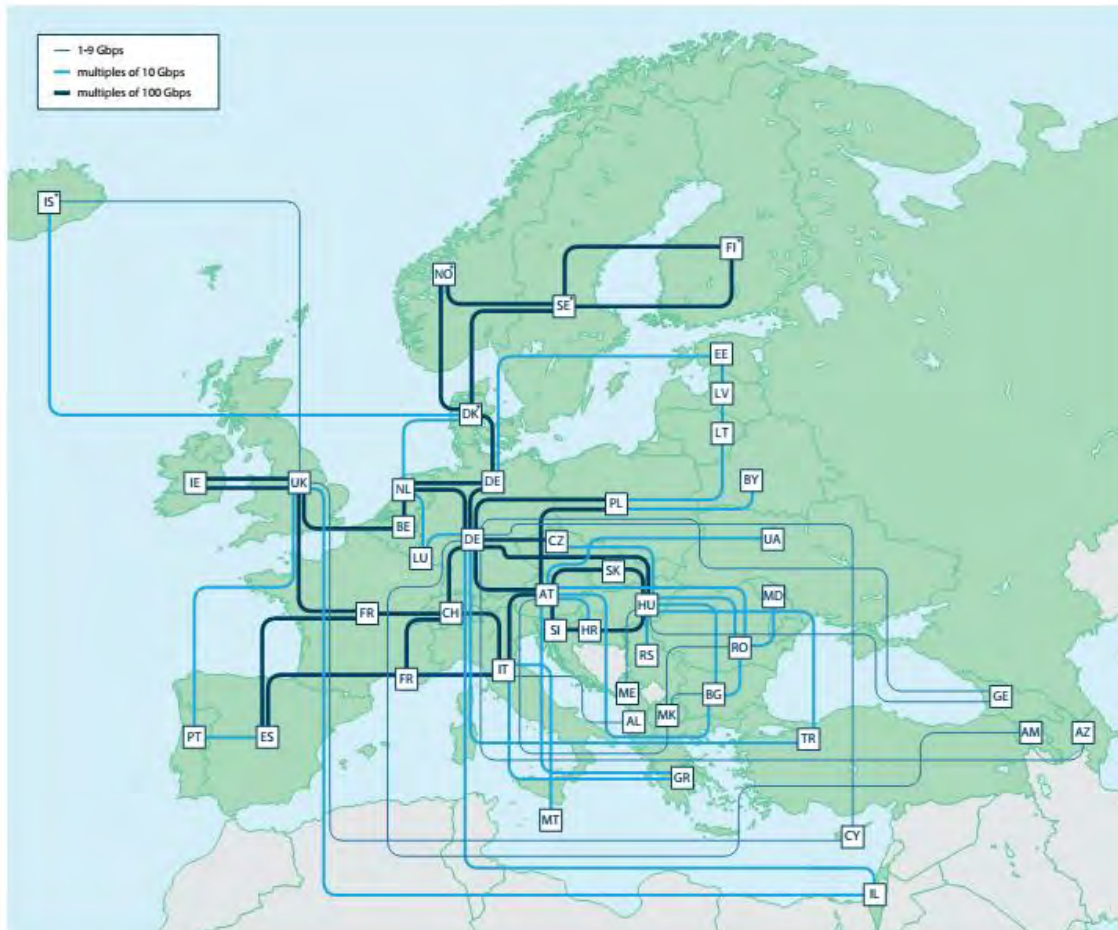 1-9 Gbps
multiples of 10 Gbps
multiples of 100 Gbps
IS*
FI*
NO*
SE*
EE
LV
DK*
LT
IE
UK
NL
DE
BY
PL
BE
DE
CZ
UA
LU
SK
AT
HU
MD
FR
CH
SI
HR
RS
RO
IT
FR
ME
BG
GE
MK
AL
PT
ES
TR
AM
AZ
GR
MT
CY
IL